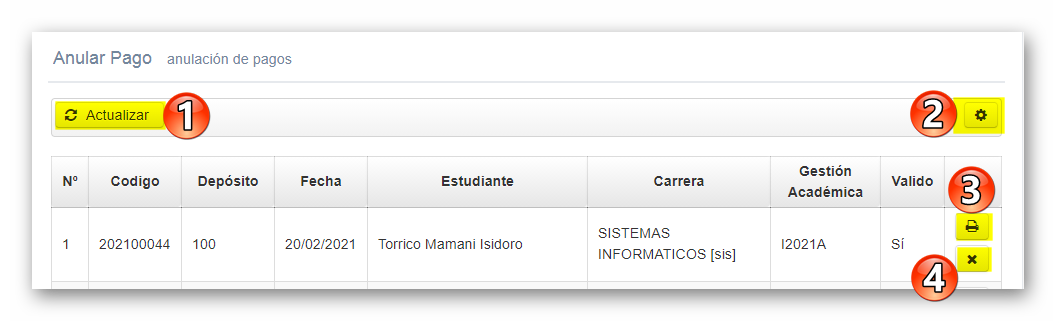 Anular Pago anulación de pagos
Actualizar 1 2
Nº Codigo Depósito Fecha Estudiante Carrera Gestión Académica Valido 3
1 202100044 100 20/02/2021 Torrico Mamani Isidoro SISTEMAS INFORMATICOS [sis] I2021A Sí
4